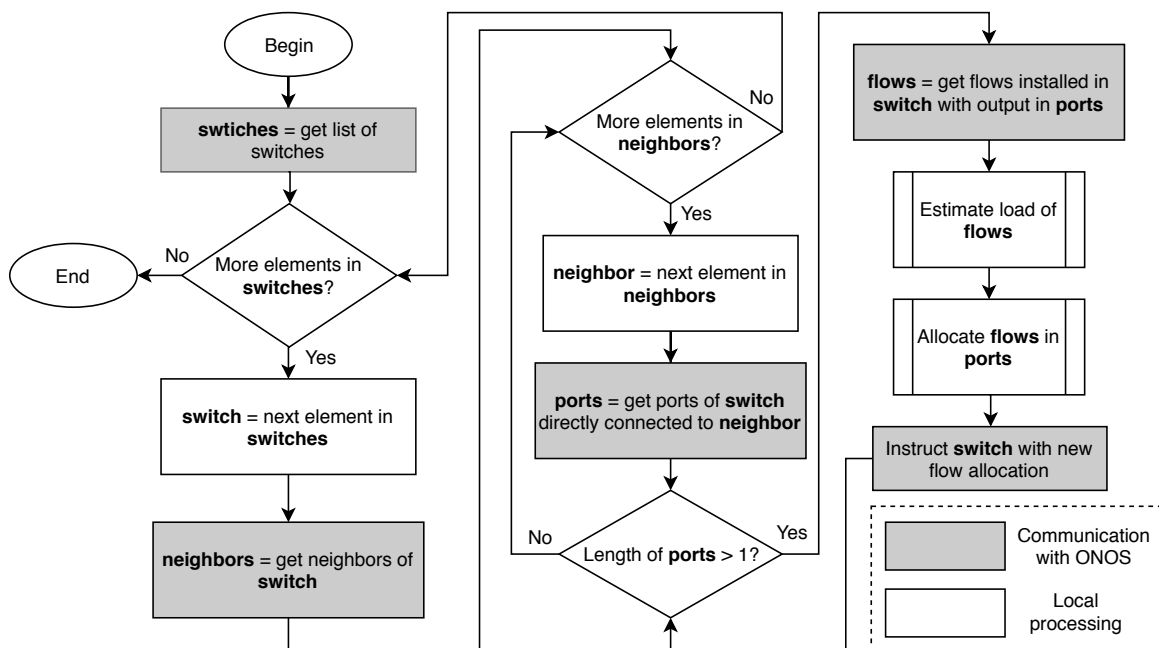 Begin
swtiches = get list of
switches
More elements in
switches?
No
End
Yes
switch = next element in
switches
neighbors = get neighbors of
switch
More elements in
neighbors?
No
Yes
neighbor = next element in
neighbors
ports = get ports of switch
directly connected to neighbor
Length of ports > 1?
No
Yes
flows = get flows installed in
switch with output in ports
Estimate load of
flows
Allocate flows in
ports
Instruct switch with new
flow allocation
Communication
with ONOS
Local
processing